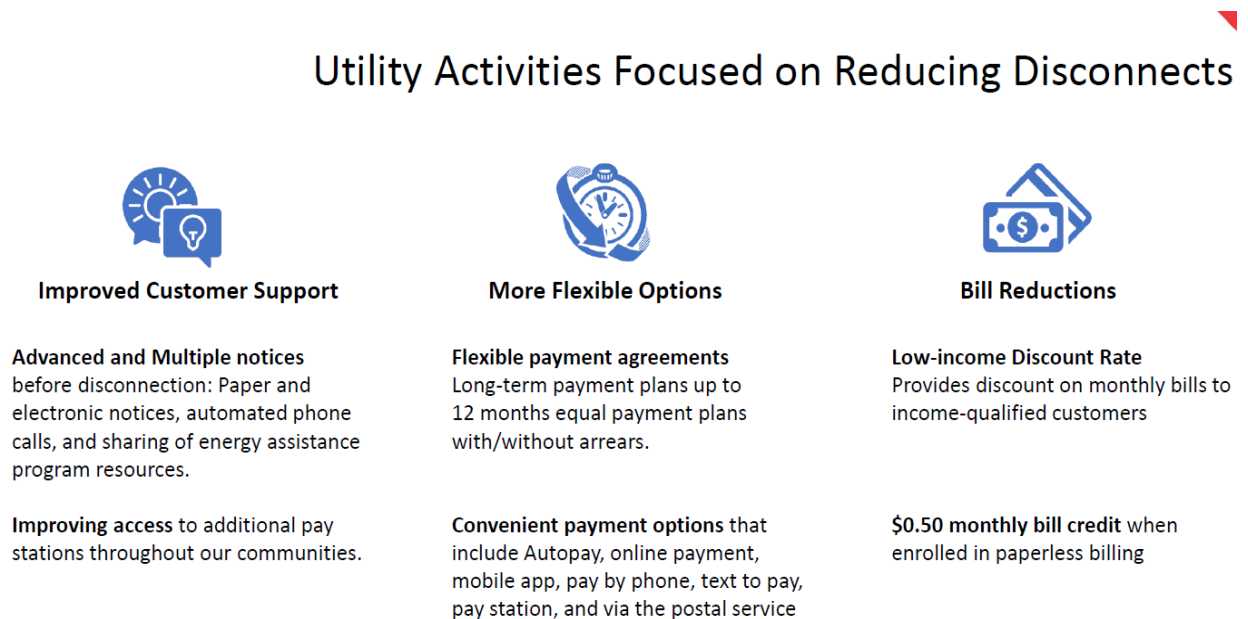 Utility Activities Focused on Reducing Disconnects
Improved Customer Support
Advanced and Multiple notices
before disconnection: Paper and
electronic notices, automated phone
calls, and sharing of energy assistance
program resources.
Improving access to additional pay
stations throughout our communities.
More Flexible Options
Flexible payment agreements
Long-term payment plans up to
12 months equal payment plans
with/without arrears.
Convenient payment options that
include Autopay, online payment,
mobile app, pay by phone, text to pay,
pay station, and via the postal service
$
Bill Reductions
Low-income Discount Rate
Provides discount on monthly bills to
income-qualified customers
$0.50 monthly bill credit when
enrolled in paperless billing